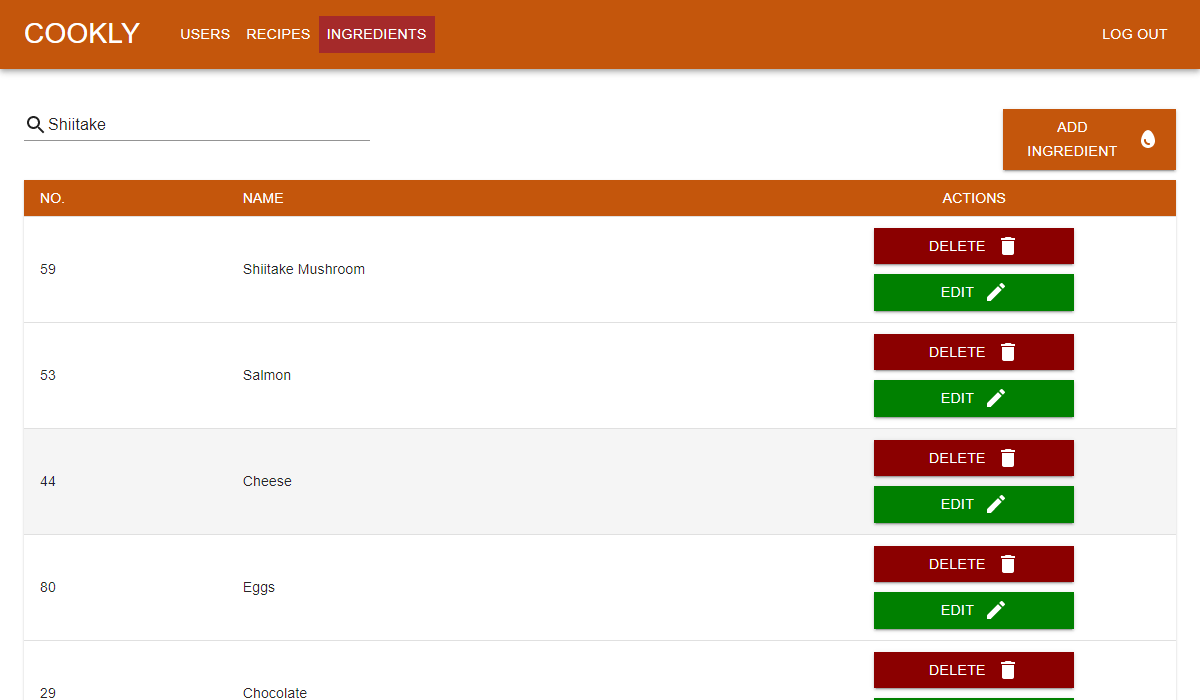 COOKLY USERS RECIPES INGREDIENTS LOG OUT
Shiitake
ADD
INGREDIENT
NO. NAME ACTIONS
59 Shiitake Mushroom DELETE
EDIT
53 Salmon DELETE
EDIT
44 Cheese DELETE
EDIT
80 Eggs DELETE
EDIT
29 Chocolate DELETE